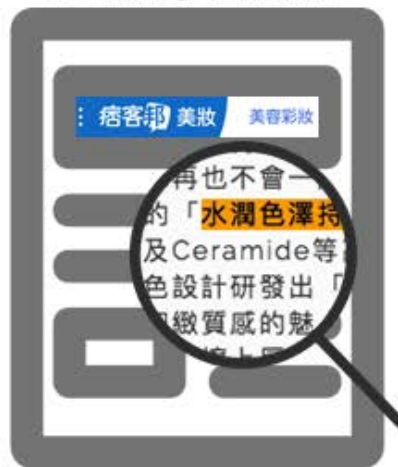 痞客邦 美妝 美容彩妝
再也不會一
的「水潤色澤持
及Ceramide等
色設計研發出「
緻質感的魅